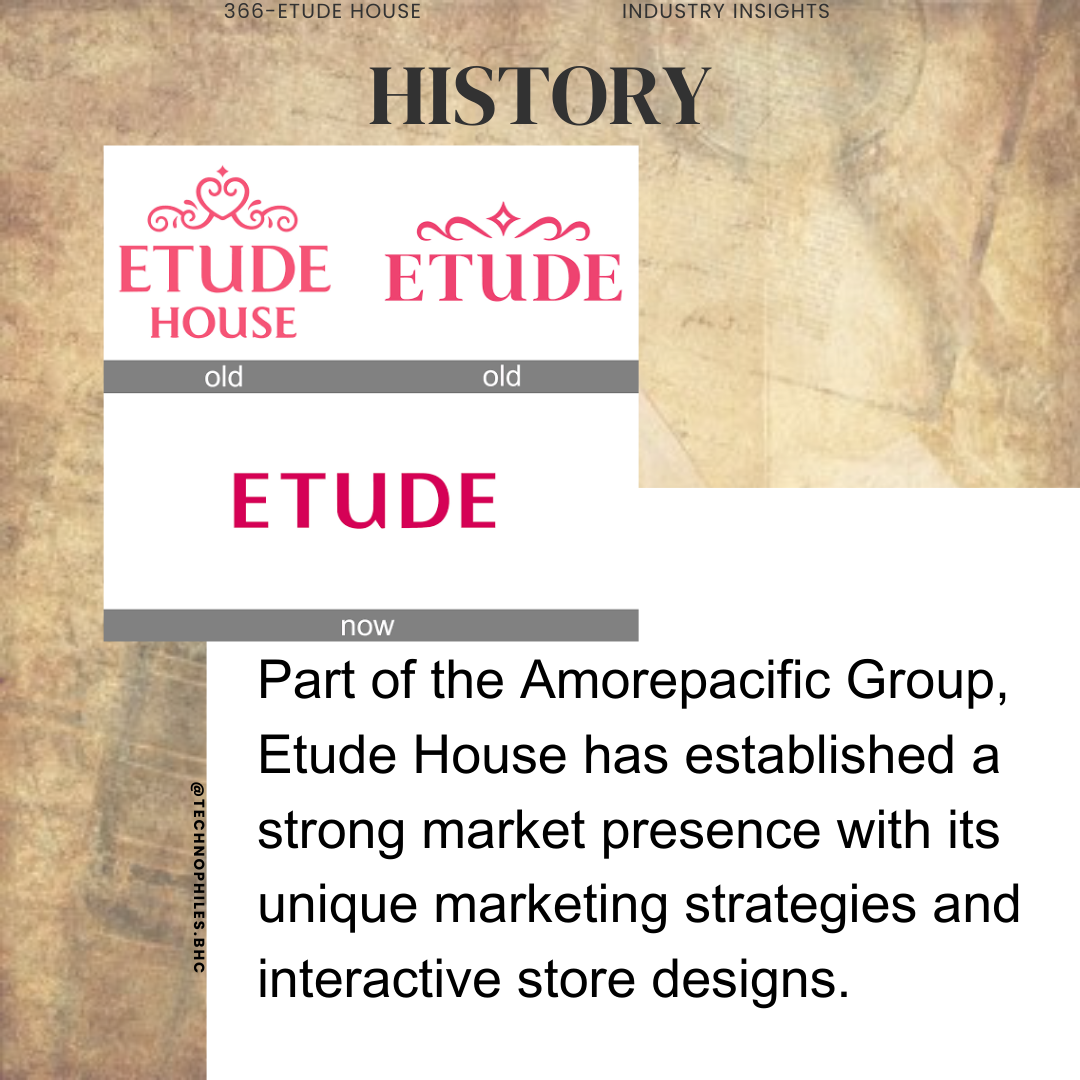 366-ETUDE HOUSE
INDUSTRY INSIGHTS
HISTORY
ETUDE
HOUSE
ETUDE
old
old
ETUDE
now
Part of the Amorepacific Group,
Etude House has established a
strong market presence with its
unique marketing strategies and
interactive store designs.
@TECHNOPHILES.BHC